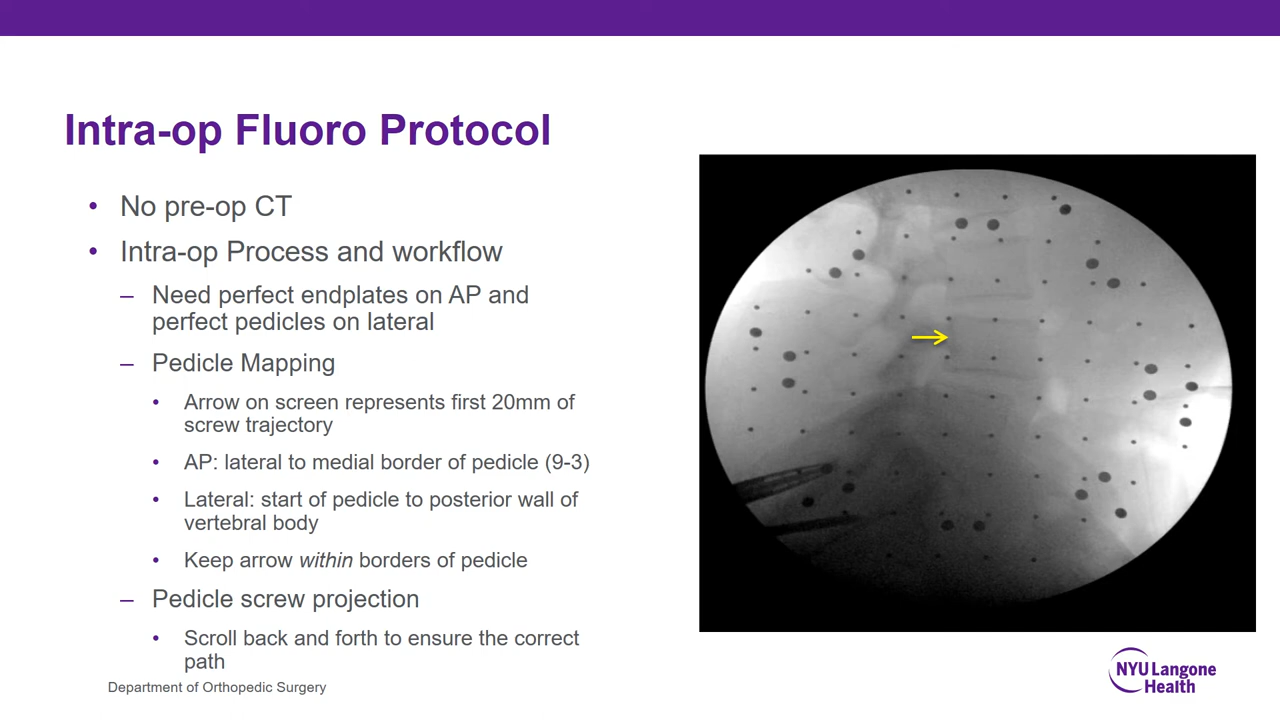 Intra-op Fluoro Protocol
• No pre-op CT
• Intra-op Process and workflow
– Need perfect endplates on AP and
perfect pedicles on lateral
– Pedicle Mapping
• Arrow on screen represents first 20mm of
screw trajectory
• AP: lateral to medial border of pedicle (9-3)
• Lateral: start of pedicle to posterior wall of
vertebral body
• Keep arrow within borders of pedicle
– Pedicle screw projection
• Scroll back and forth to ensure the correct
path
Department of Orthopedic Surgery
NYU Langone
Health